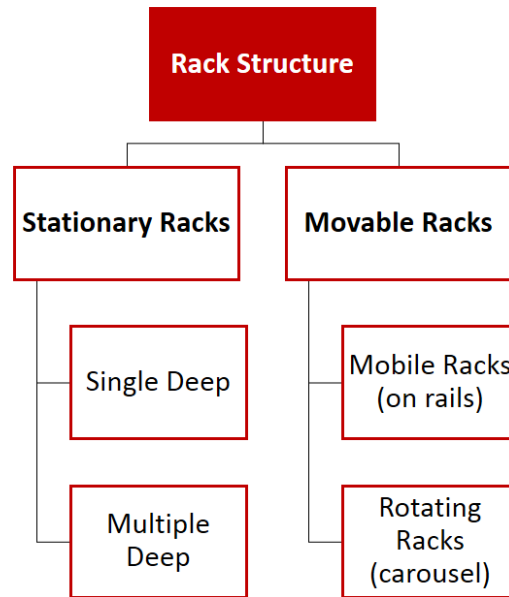 Rack Structure
Stationary Racks
Movable Racks
Single Deep
Mobile Racks
(on rails)
Multiple
Deep
Rotating
Racks
(carousel)